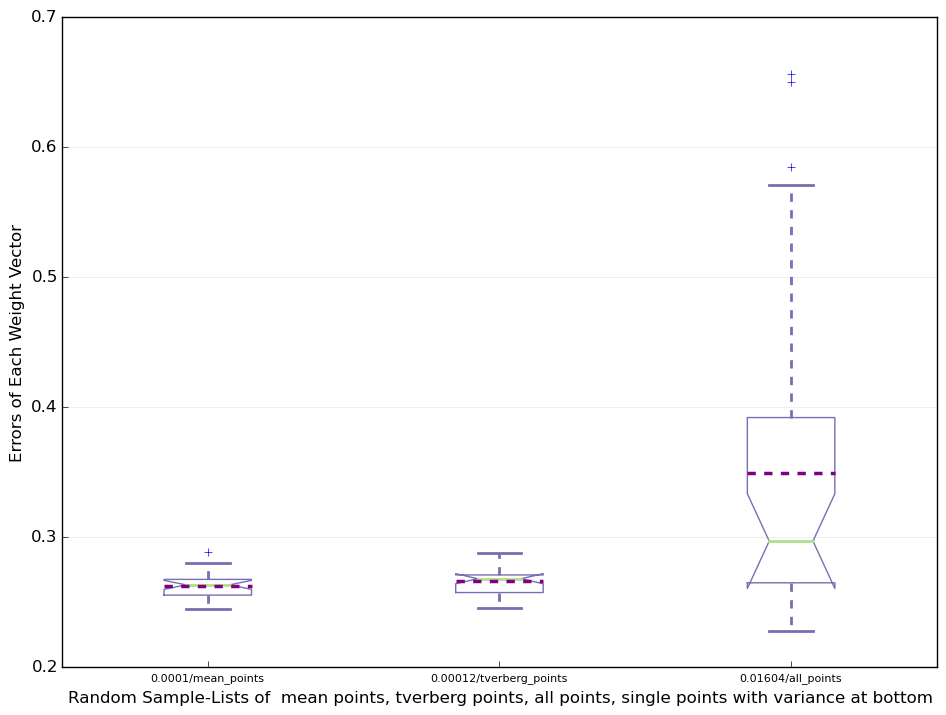 0.7
0.6
0.5
0.4
0.3
0.2
Errors of Each Weight Vector
0.0001/mean_points
0.00012/tverberg_points
0.01604/all_points
Random Sample-Lists of  mean points, tverberg points, all points, single points with variance at bottom